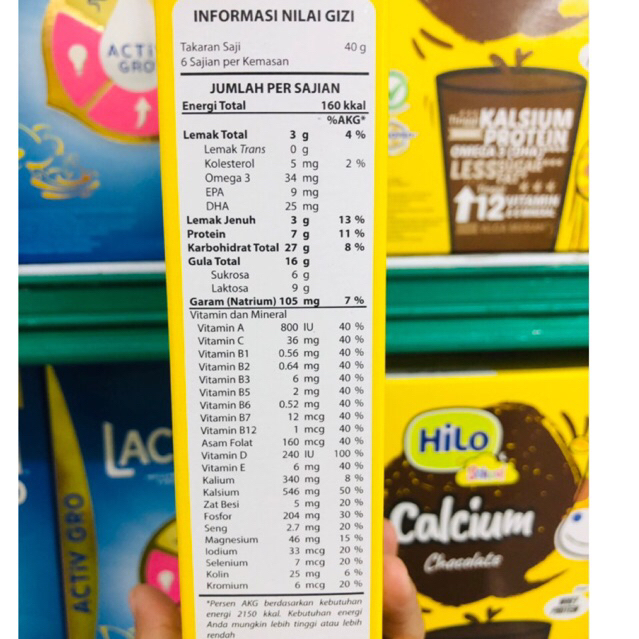 INFORMASI NILAI GIZI
Takaran Saji 40 g
6 Sajian per Kemasan
JUMLAH PER SAJIAN
Energi Total 160 kkal
%AKG*
Lemak Total 3 g 4 %
Lemak Trans 0 g
Kolesterol 5 mg 2 %
Omega 3 34 mg
EPA 9 mg
DHA 25 mg
Lemak Jenuh 3 g 13 %
Protein 7 g 11 %
Karbohidrat Total 27 g 8 %
Gula Total 16 g
Sukrosa 6 g
Laktosa 9 g
Garam (Natrium) 105 mg 7 %
Vitamin dan Mineral
Vitamin A 800 IU 40 %
Vitamin C 36 mg 40 %
Vitamin B1 0.56 mg 40 %
Vitamin B2 0.64 mg 40 %
Vitamin B3 6 mg 40 %
Vitamin B5 2 mg 40 %
Vitamin B6 0.52 mg 40 %
Vitamin B7 12 mcg 40 %
Vitamin B12 1 mcg 40 %
Asam Folat 160 mcg 40 %
Vitamin D 240 IU 100 %
Vitamin E 6 mg 40 %
Kalium 340 mg 8 %
Kalsium 546 mg 50 %
Zat Besi 5 mg 20 %
Fosfor 204 mg 30 %
Seng 2.7 mg 20 %
Magnesium 46 mg 15 %
Iodium 33 mcg 20 %
Selenium 7 mcg 20 %
Kolin 25 mg 6 %
Kromium 6 mcg 20 %
*Persen AKG berdasarkan kebutuhan
energi 2150 kkal. Kebutuhan energi
Anda mungkin lebih tinggi atau lebih
rendah
ACTI
GRO
LAC
ACTIV GRO
KALSIUM
PROTEIN
OMEGA 3 (DHA)
LESS
12 VITAMIN
& MINERAL
HiLo
School
Calcium
Chocolate